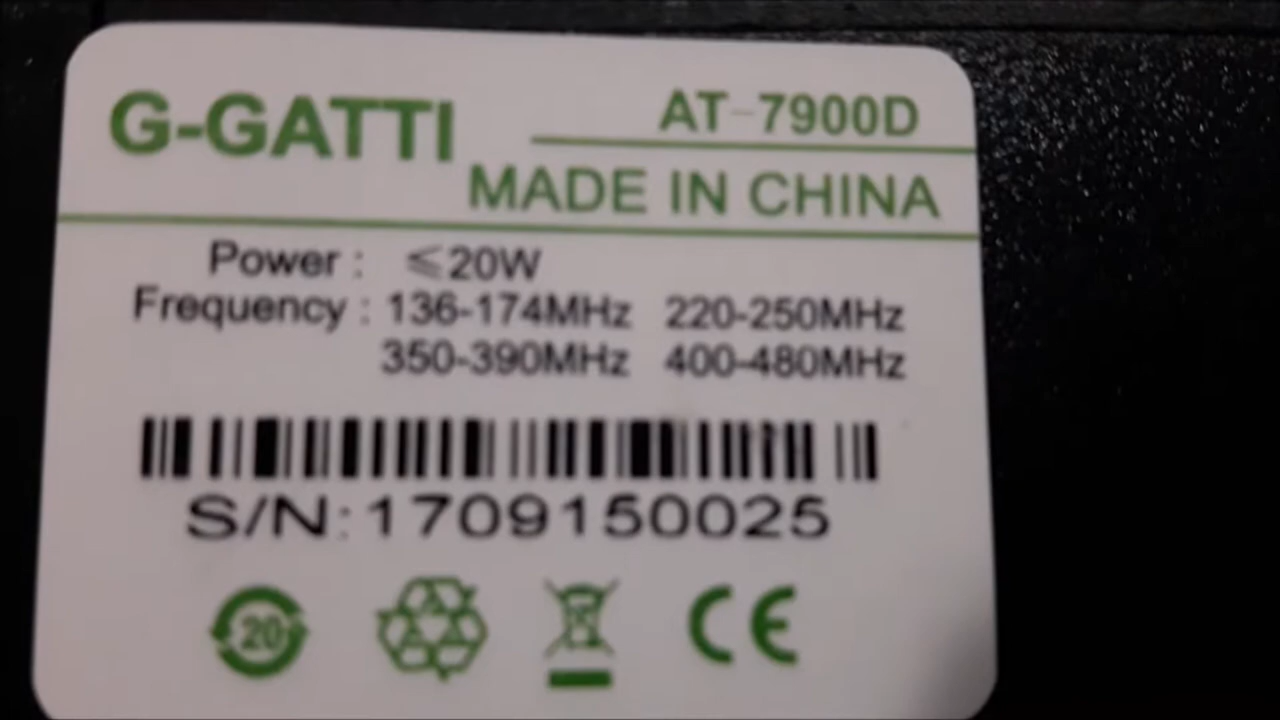 G-GATTI
AT-7900D
MADE IN CHINA
Power : ≤20W
Frequency : 136-174MHz 220-250MHz
350-390MHz 400-480MHz
S/N:1709150025
20
CE